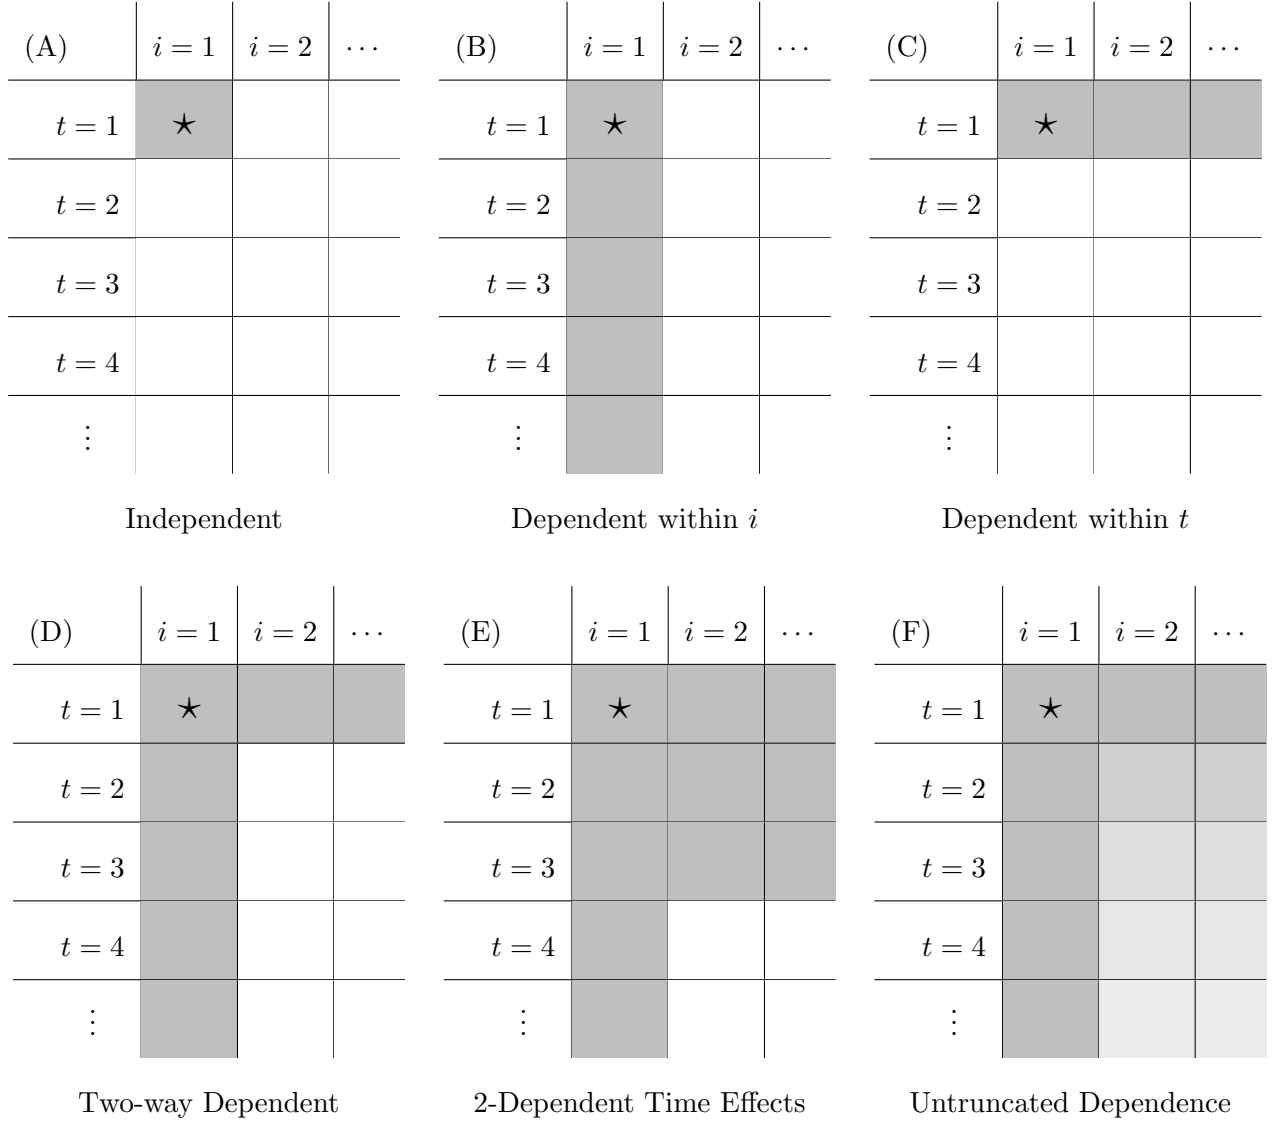 (A) i = 1 i = 2 ⋯ (B) i = 1 i = 2 ⋯ (C) i = 1 i = 2 ⋯
t = 1 ⋆ t = 1 ⋆ t = 1 ⋆
t = 2 t = 2 t = 2
t = 3 t = 3 t = 3
t = 4 t = 4 t = 4
⋮ ⋮ ⋮
Independent Dependent within i Dependent within t
(D) i = 1 i = 2 ⋯ (E) i = 1 i = 2 ⋯ (F) i = 1 i = 2 ⋯
t = 1 ⋆ t = 1 ⋆ t = 1 ⋆
t = 2 t = 2 t = 2
t = 3 t = 3 t = 3
t = 4 t = 4 t = 4
⋮ ⋮ ⋮
Two-way Dependent 2-Dependent Time Effects Untruncated Dependence